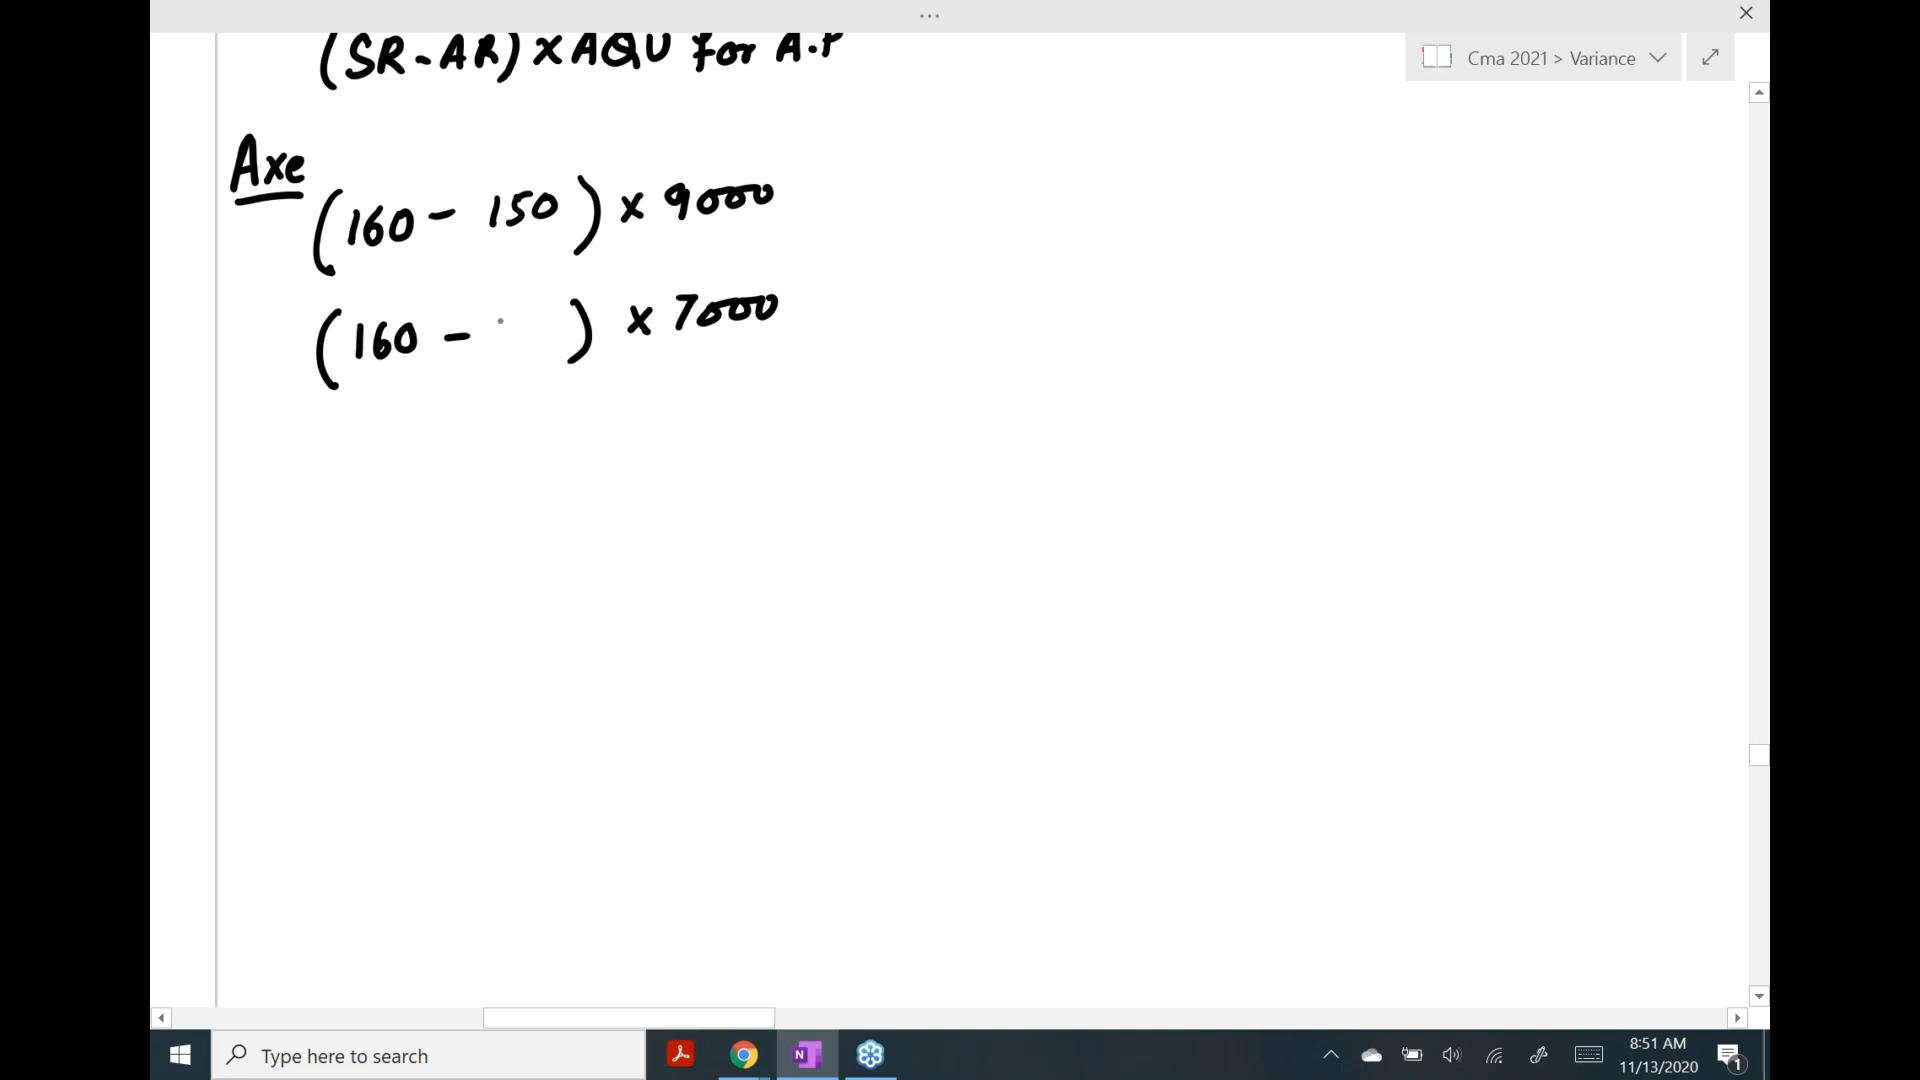 Cma 2021 > Variance
(SR-AR) x AQU for A.P
Axe
(160 - 150) x 9000
(160 - ) x 7000
Type here to search
N
8:51 AM
11/13/2020
1